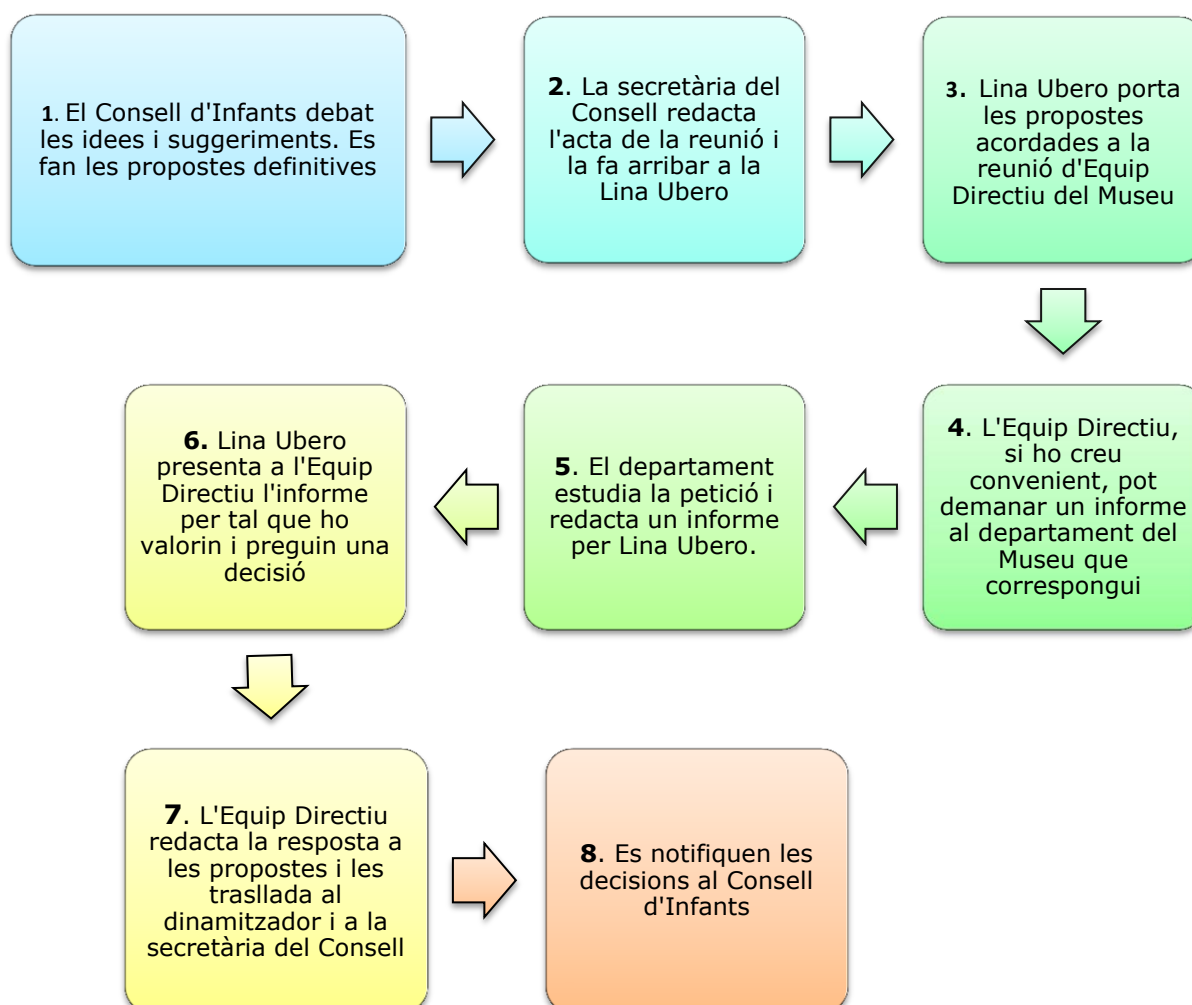 1. El Consell d'Infants debat
les idees i suggeriments. Es
fan les propostes definitives
2. La secretària del
Consell redacta
l'acta de la reunió i
la fa arribar a la
Lina Ubero
3. Lina Ubero porta
les propostes
acordades a la
reunió d'Equip
Directiu del Museu
4. L'Equip Directiu,
si ho creu
convenient, pot
demanar un informe
al departament del
Museu que
correspongui
5. El departament
estudia la petició i
redacta un informe
per Lina Ubero.
6. Lina Ubero
presenta a l'Equip
Directiu l'informe
per tal que ho
valorin i preguin una
decisió
7. L'Equip Directiu
redacta la resposta a
les propostes i les
trasllada al
dinamitzador i a la
secretària del Consell
8. Es notifiquen les
decisions al Consell
d'Infants